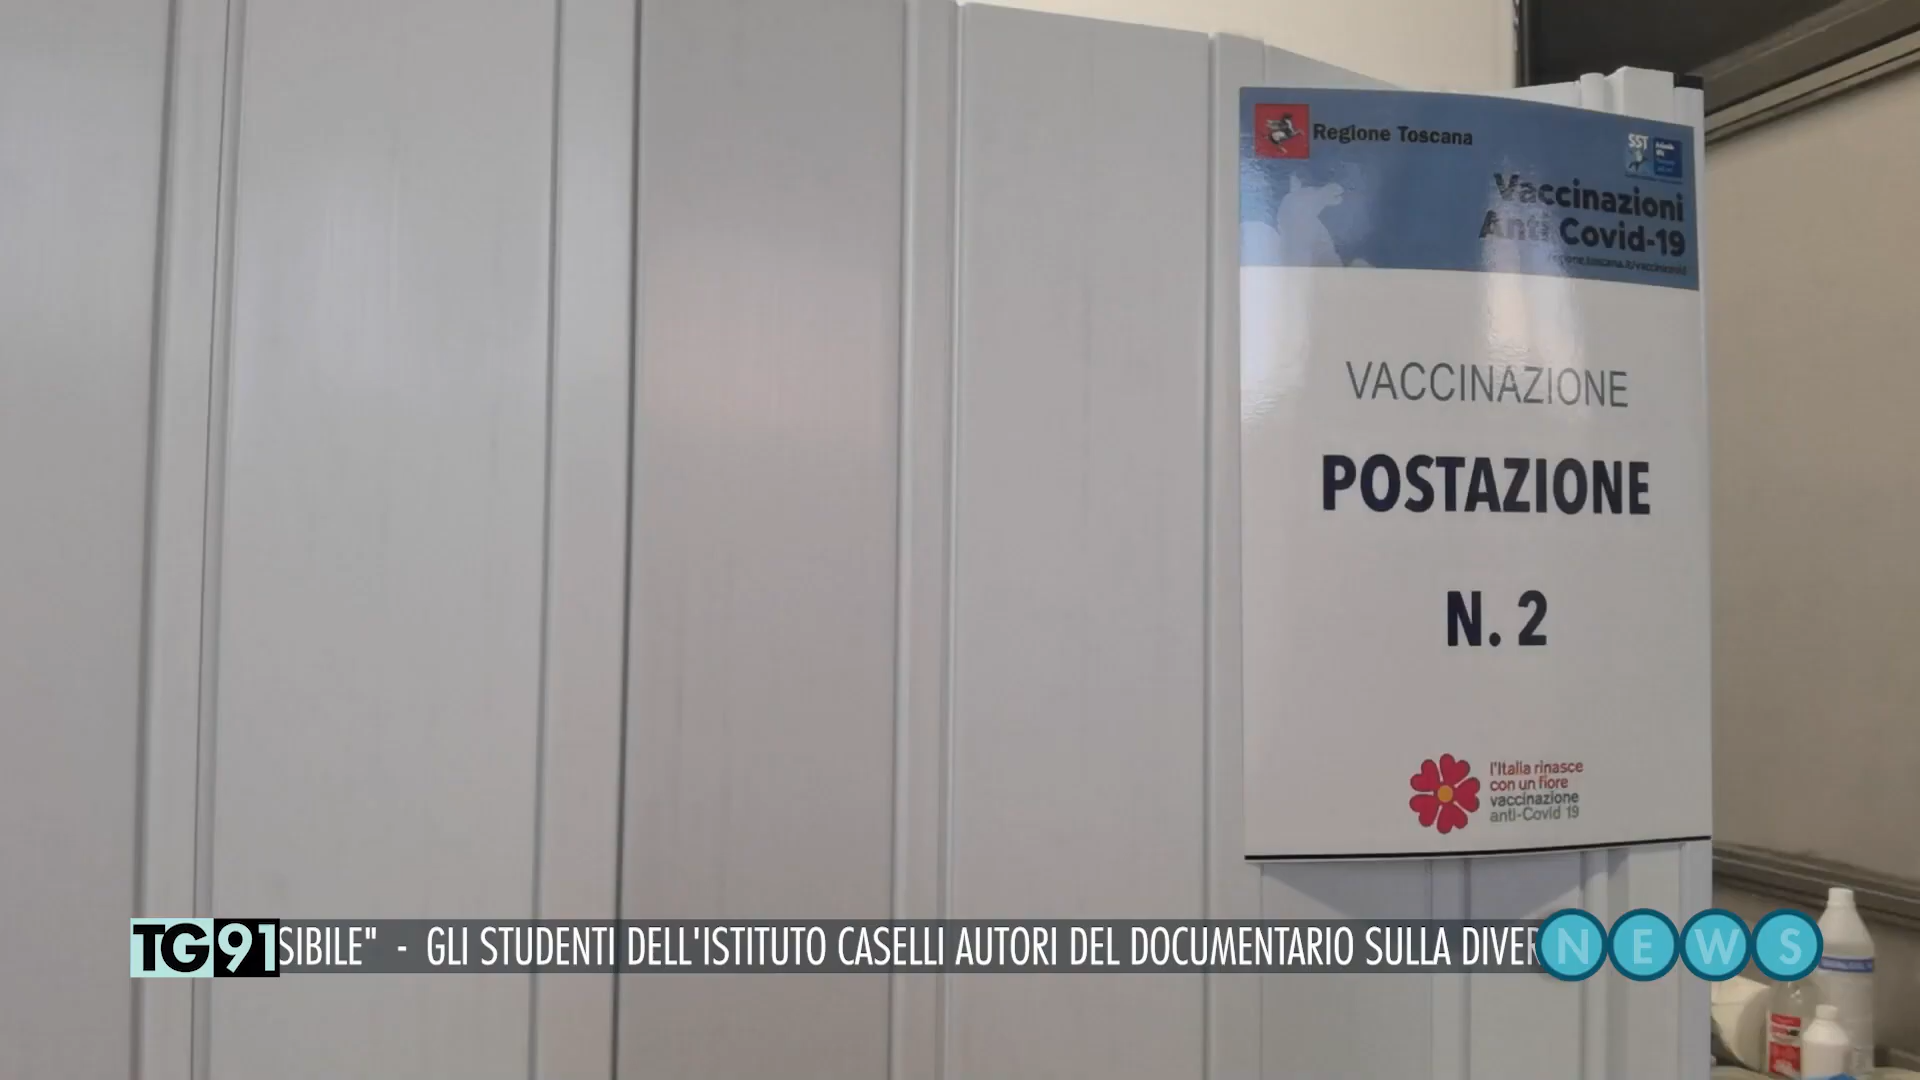 Regione Toscana
SST
Vaccinazioni
Anti Covid-19
regione.toscana.it/vaccinicovid
VACCINAZIONE
POSTAZIONE
N. 2
l'Italia rinasce
con un fiore
vaccinazione
anti-Covid 19
TG91 SIBILE" - GLI STUDENTI DELL'ISTITUTO CASELLI AUTORI DEL DOCUMENTARIO SULLA DIVER NEWS